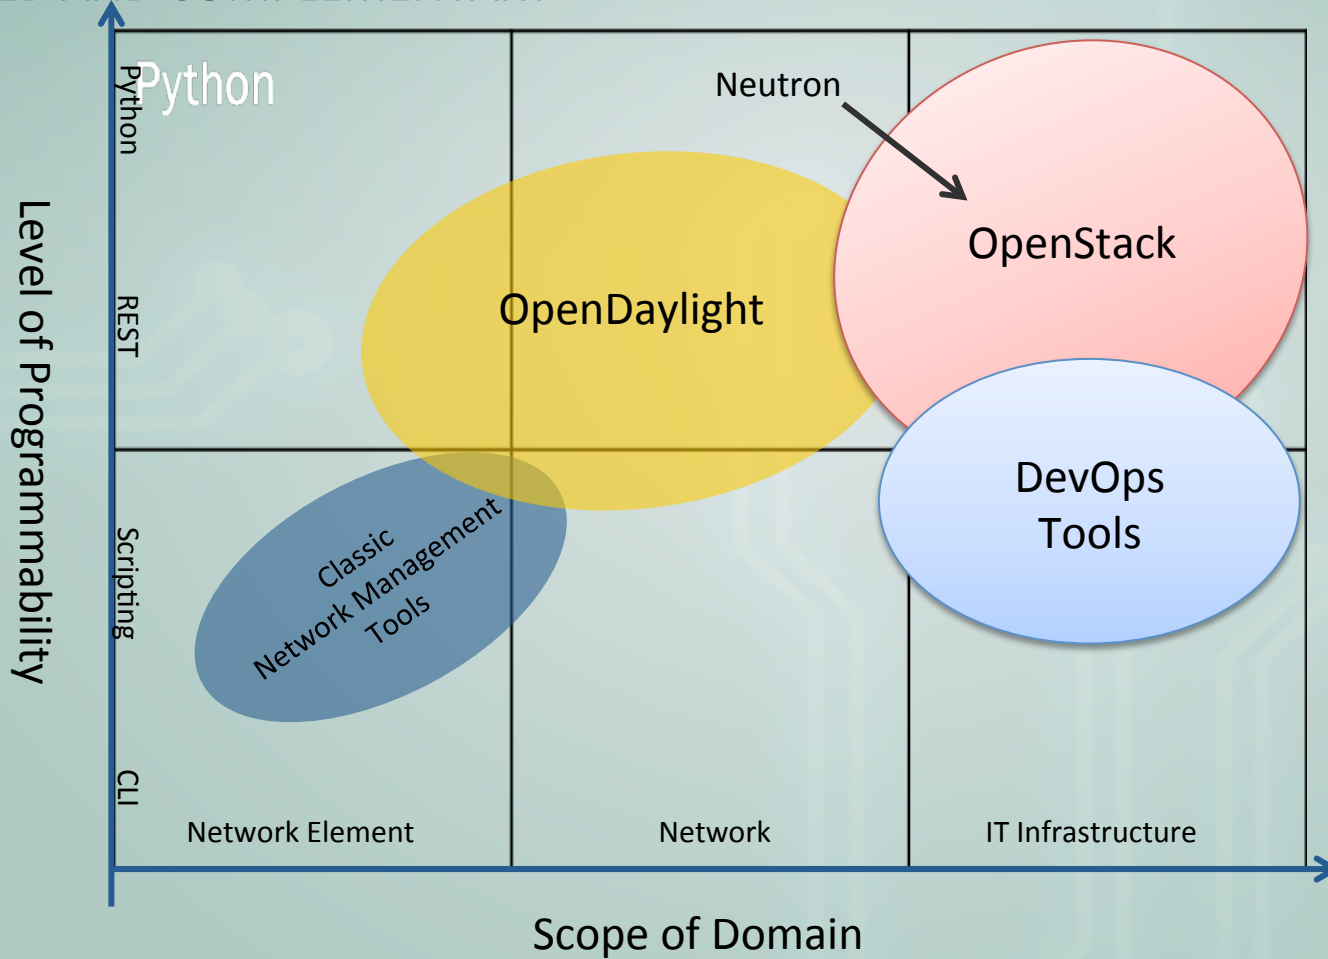 Python
Python
Neutron
OpenStack
OpenDaylight
REST
Level of Programmability
DevOps
Tools
Classic
Network Management
Tools
Scripting
CLI
Network Element
Network
IT Infrastructure
Scope of Domain